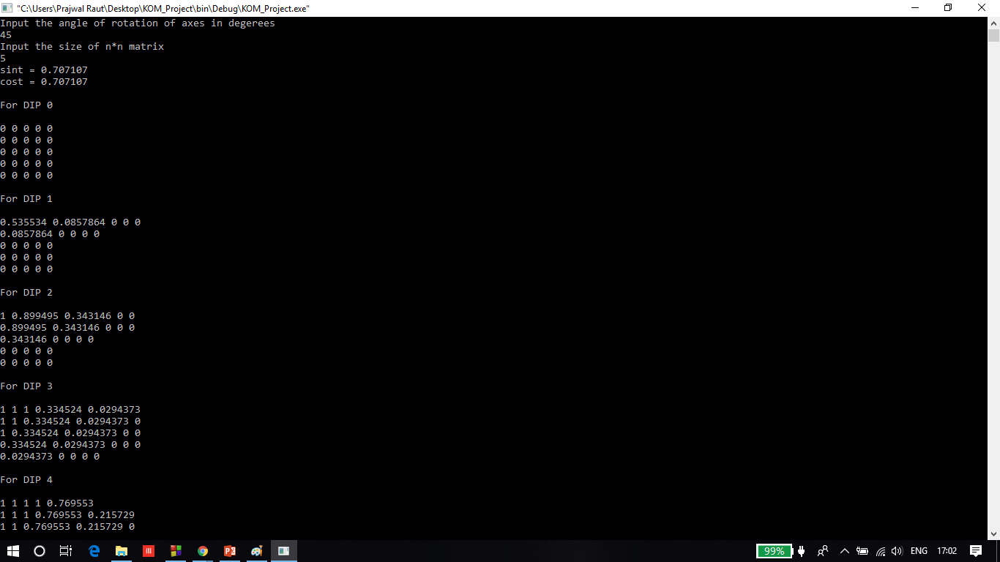 "C:\Users\Prajwal Raut\Desktop\KOM_Project\bin\Debug\KOM_Project.exe"
Input the angle of rotation of axes in degerees
45
Input the size of n*n matrix
5
sint = 0.707107
cost = 0.707107
For DIP 0
0 0 0 0 0
0 0 0 0 0
0 0 0 0 0
0 0 0 0 0
0 0 0 0 0
For DIP 1
0.535534 0.0857864 0 0 0
0.0857864 0 0 0 0
0 0 0 0 0
0 0 0 0 0
0 0 0 0 0
For DIP 2
1 0.899495 0.343146 0 0
0.899495 0.343146 0 0 0
0.343146 0 0 0 0
0 0 0 0 0
0 0 0 0 0
For DIP 3
1 1 1 0.334524 0.0294373
1 1 0.334524 0.0294373 0
1 0.334524 0.0294373 0 0
0.334524 0.0294373 0 0 0
0.0294373 0 0 0 0
For DIP 4
1 1 1 1 0.769553
1 1 1 0.769553 0.215729
1 1 0.769553 0.215729 0
99% ENG 17:02